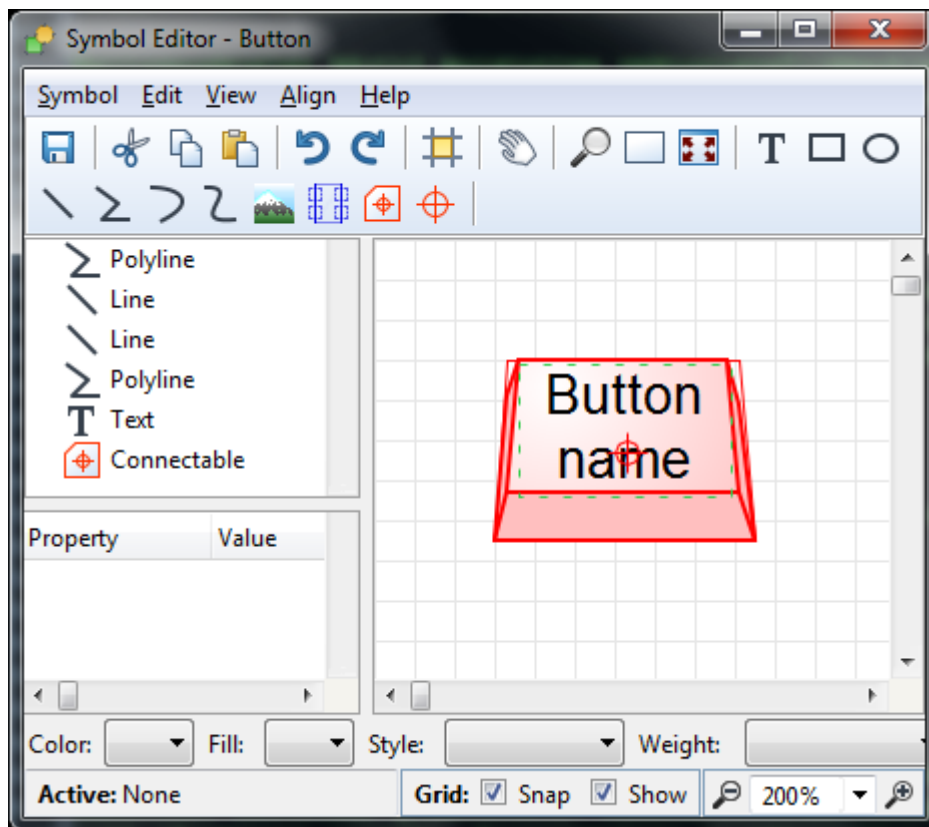 Symbol Editor - Button
Symbol Edit View Align Help
T
Polyline
Line
Line
Polyline
T Text
Connectable
Button
name
Property Value
Color: Fill: Style: Weight:
Active: None Grid: Snap Show 200%